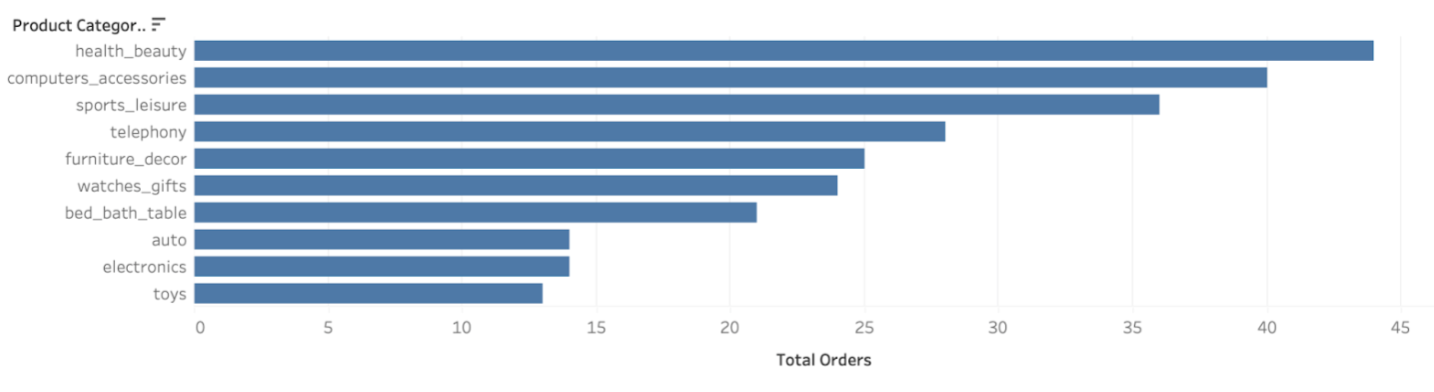 Product Categor..
health_beauty
computers_accessories
sports_leisure
telephony
furniture_decor
watches_gifts
bed_bath_table
auto
electronics
toys
0 5 10 15 20 25 30 35 40 45
Total Orders